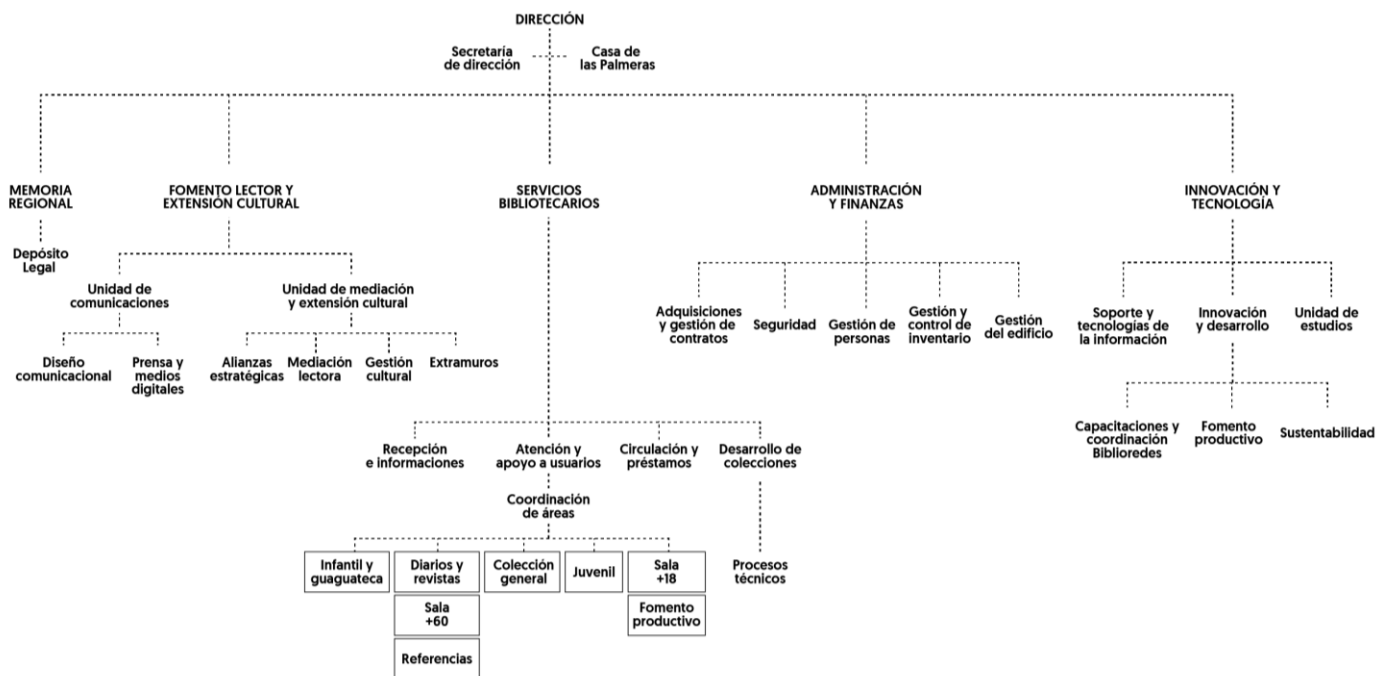 DIRECCIÓN
Secretaría
de dirección
Casa de
las Palmeras
MEMORIA
REGIONAL
FOMENTO LECTOR Y
EXTENSIÓN CULTURAL
SERVICIOS
BIBLIOTECARIOS
ADMINISTRACIÓN
Y FINANZAS
INNOVACIÓN Y
TECNOLOGÍA
Depósito
Legal
Unidad de
comunicaciones
Unidad de mediación
y extensión cultural
Adquisiciones
y gestión de
contratos
Seguridad
Gestión de
personas
Gestión y
control de
inventario
Gestión
del edificio
Soporte y
tecnologías de
la información
Innovación
y desarrollo
Unidad de
estudios
Diseño
comunicacional
Prensa y
medios
digitales
Alianzas
estratégicas
Mediación
lectora
Gestión
cultural
Extramuros
Capacitaciones y
coordinación
Biblioredes
Fomento
productivo
Sustentabilidad
Recepción
e informaciones
Atención y
apoyo a usuarios
Circulación y
préstamos
Desarrollo de
colecciones
Coordinación
de áreas
Infantil y
guaguateca
Diarios y
revistas
Colección
general
Juvenil
Sala
+18
Procesos
técnicos
Sala
+60
Fomento
productivo
Referencias